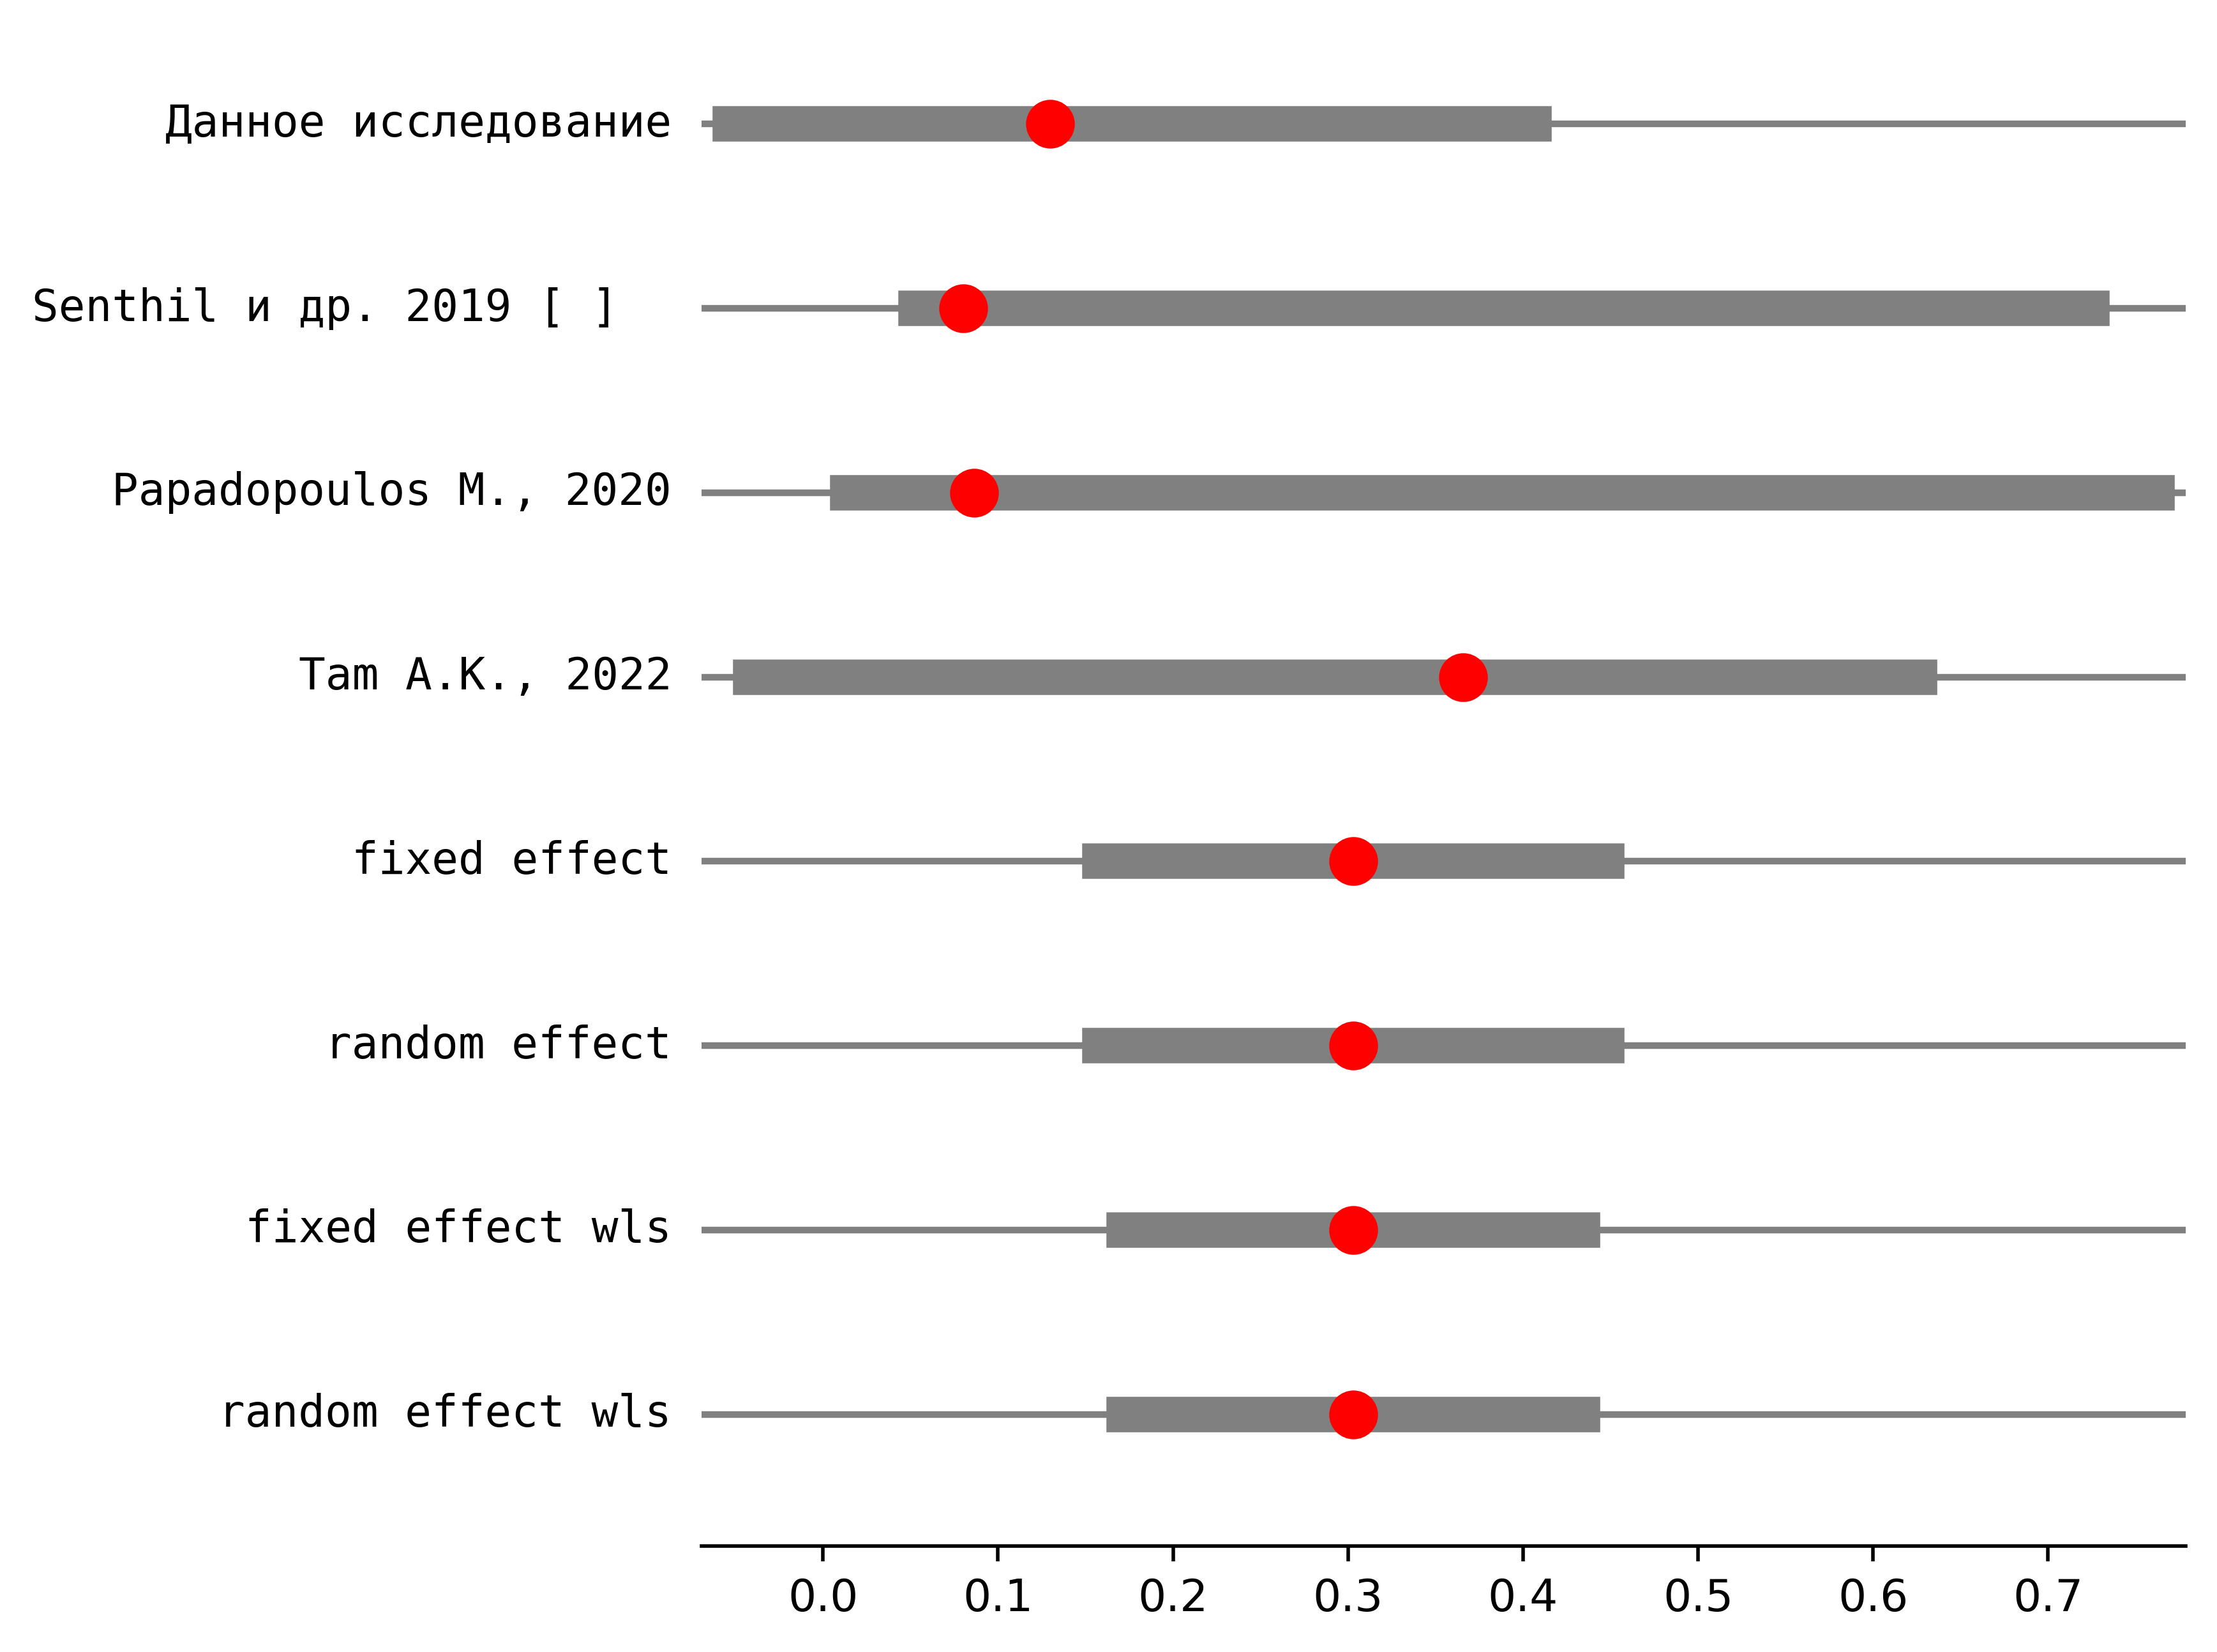 Данное исследование
Senthil и др. 2019 [ ]
Papadopoulos M., 2020
Tam A.K., 2022
fixed effect
random effect
fixed effect wls
random effect wls
0.0 0.1 0.2 0.3 0.4 0.5 0.6 0.7